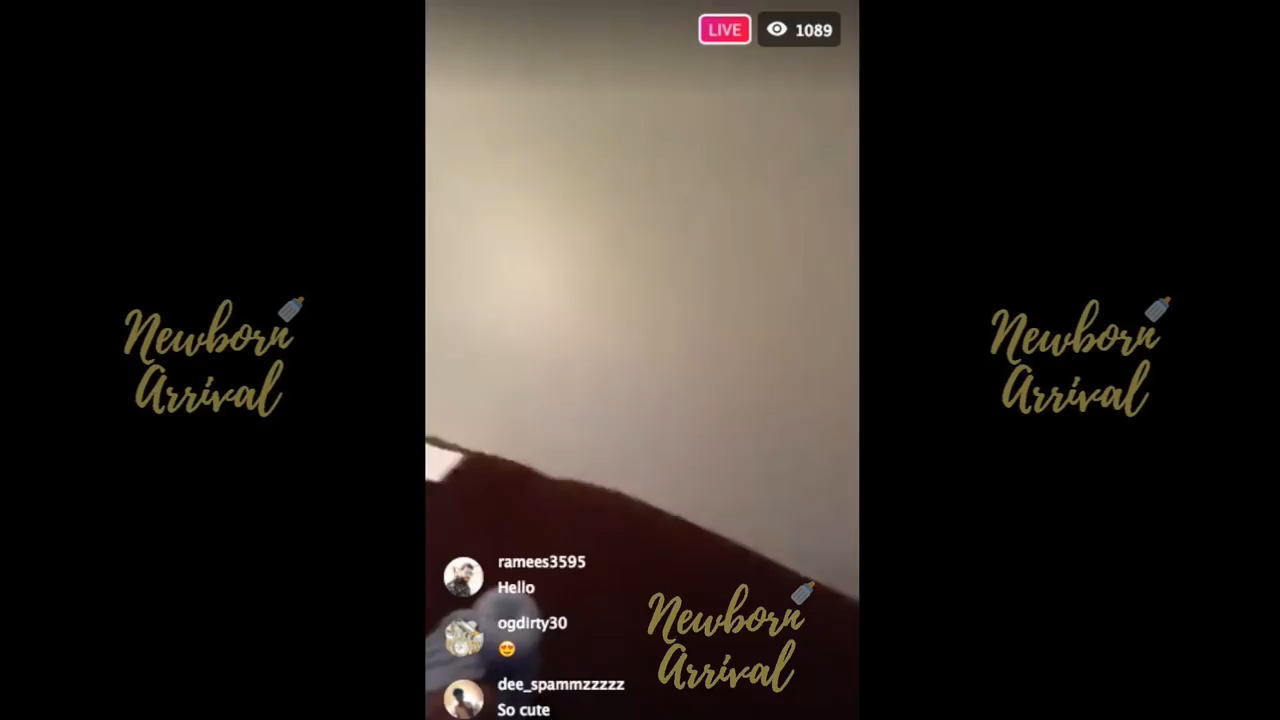 LIVE 1089
Newborn
Arrival
Newborn
Arrival
ramees3595
Hello
ogdirty30
😍
dee_spammzzzzz
So cute
Newborn
Arrival